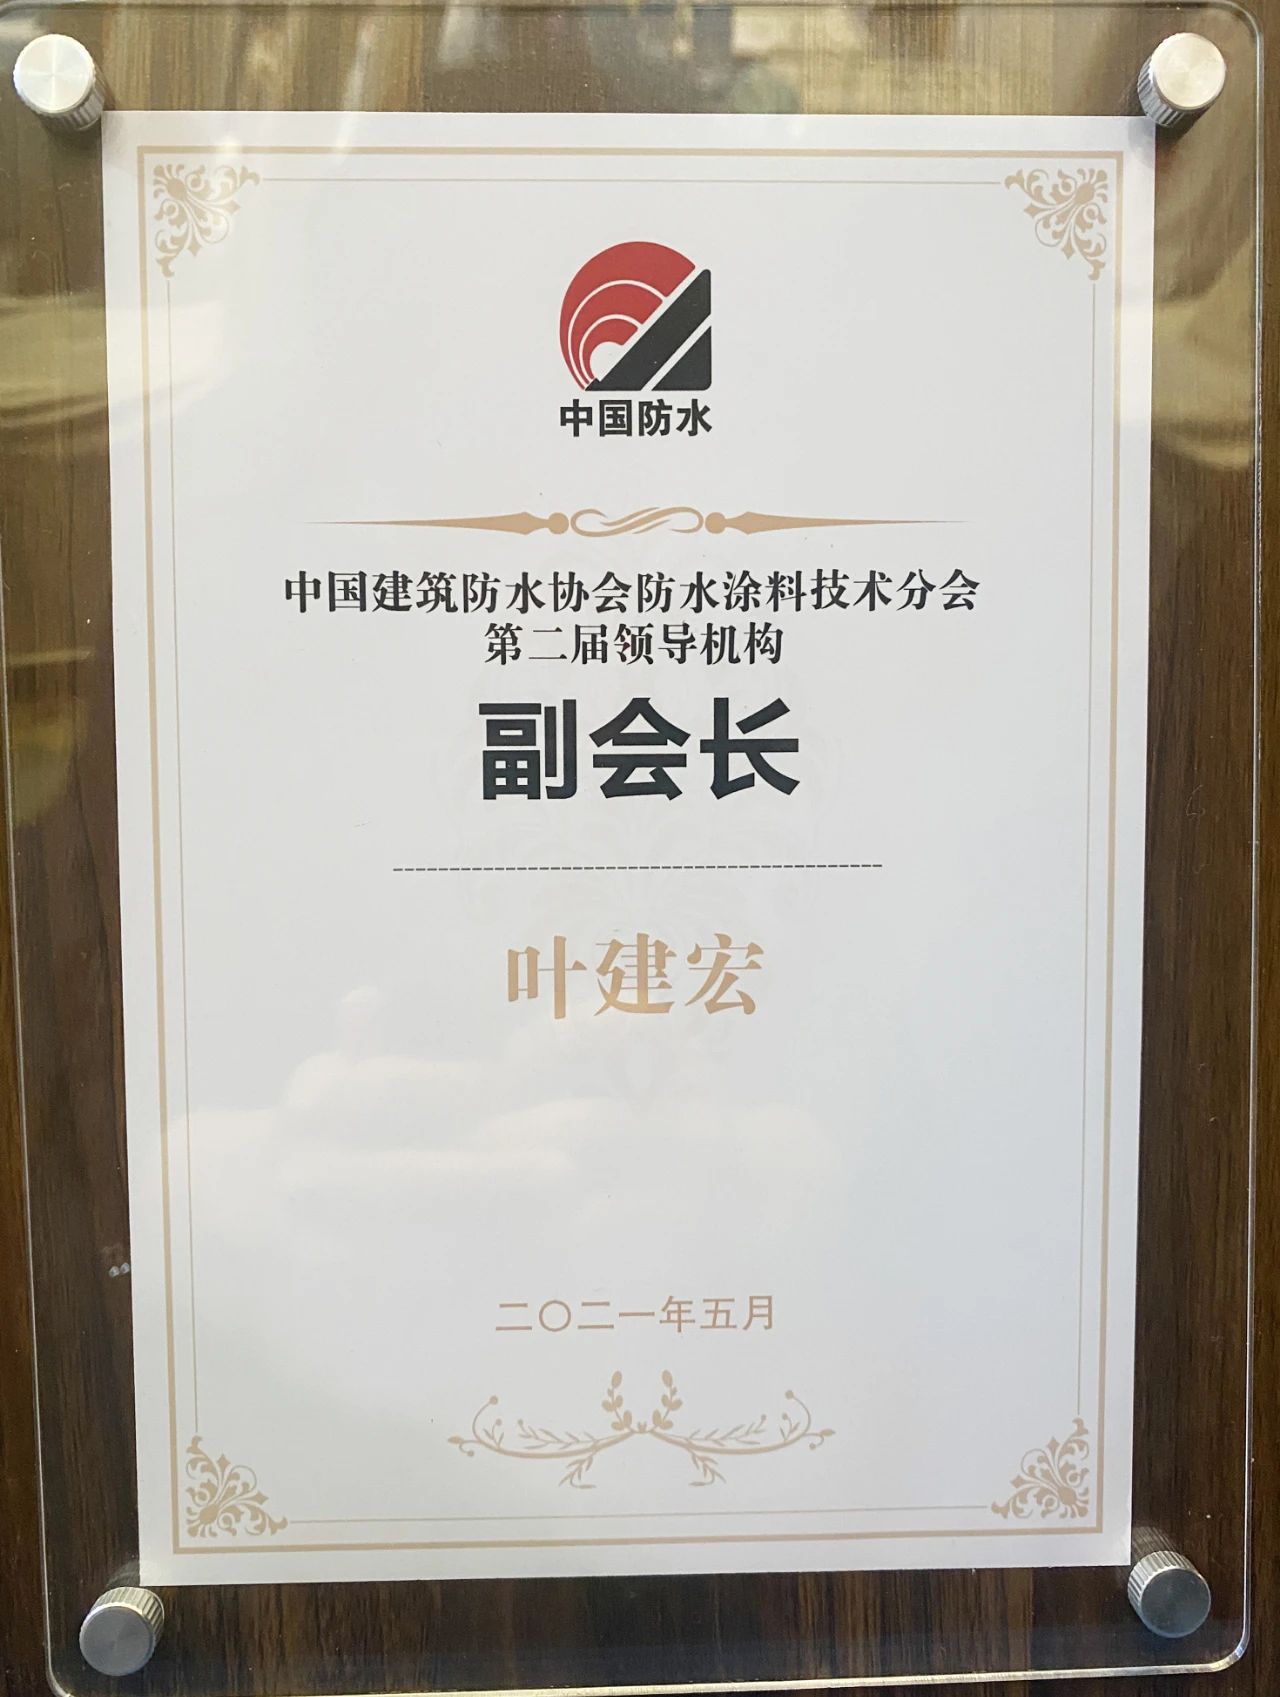 中国防水
中国建筑防水协会防水涂料技术分会
第二届领导机构
副会长
叶建宏
二〇二一年五月